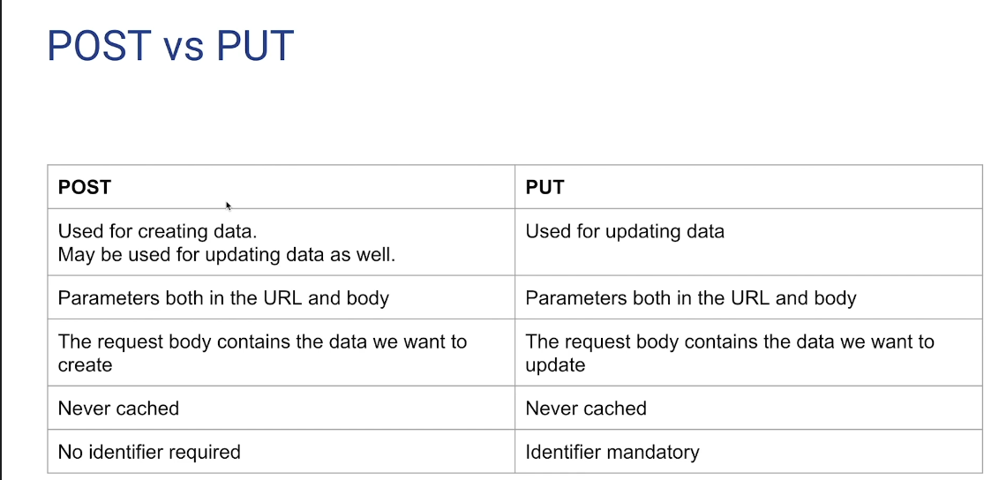 POST vs PUT
POST
PUT
Used for creating data.
May be used for updating data as well.
Used for updating data
Parameters both in the URL and body
Parameters both in the URL and body
The request body contains the data we want to
create
The request body contains the data we want to
update
Never cached
Never cached
No identifier required
Identifier mandatory